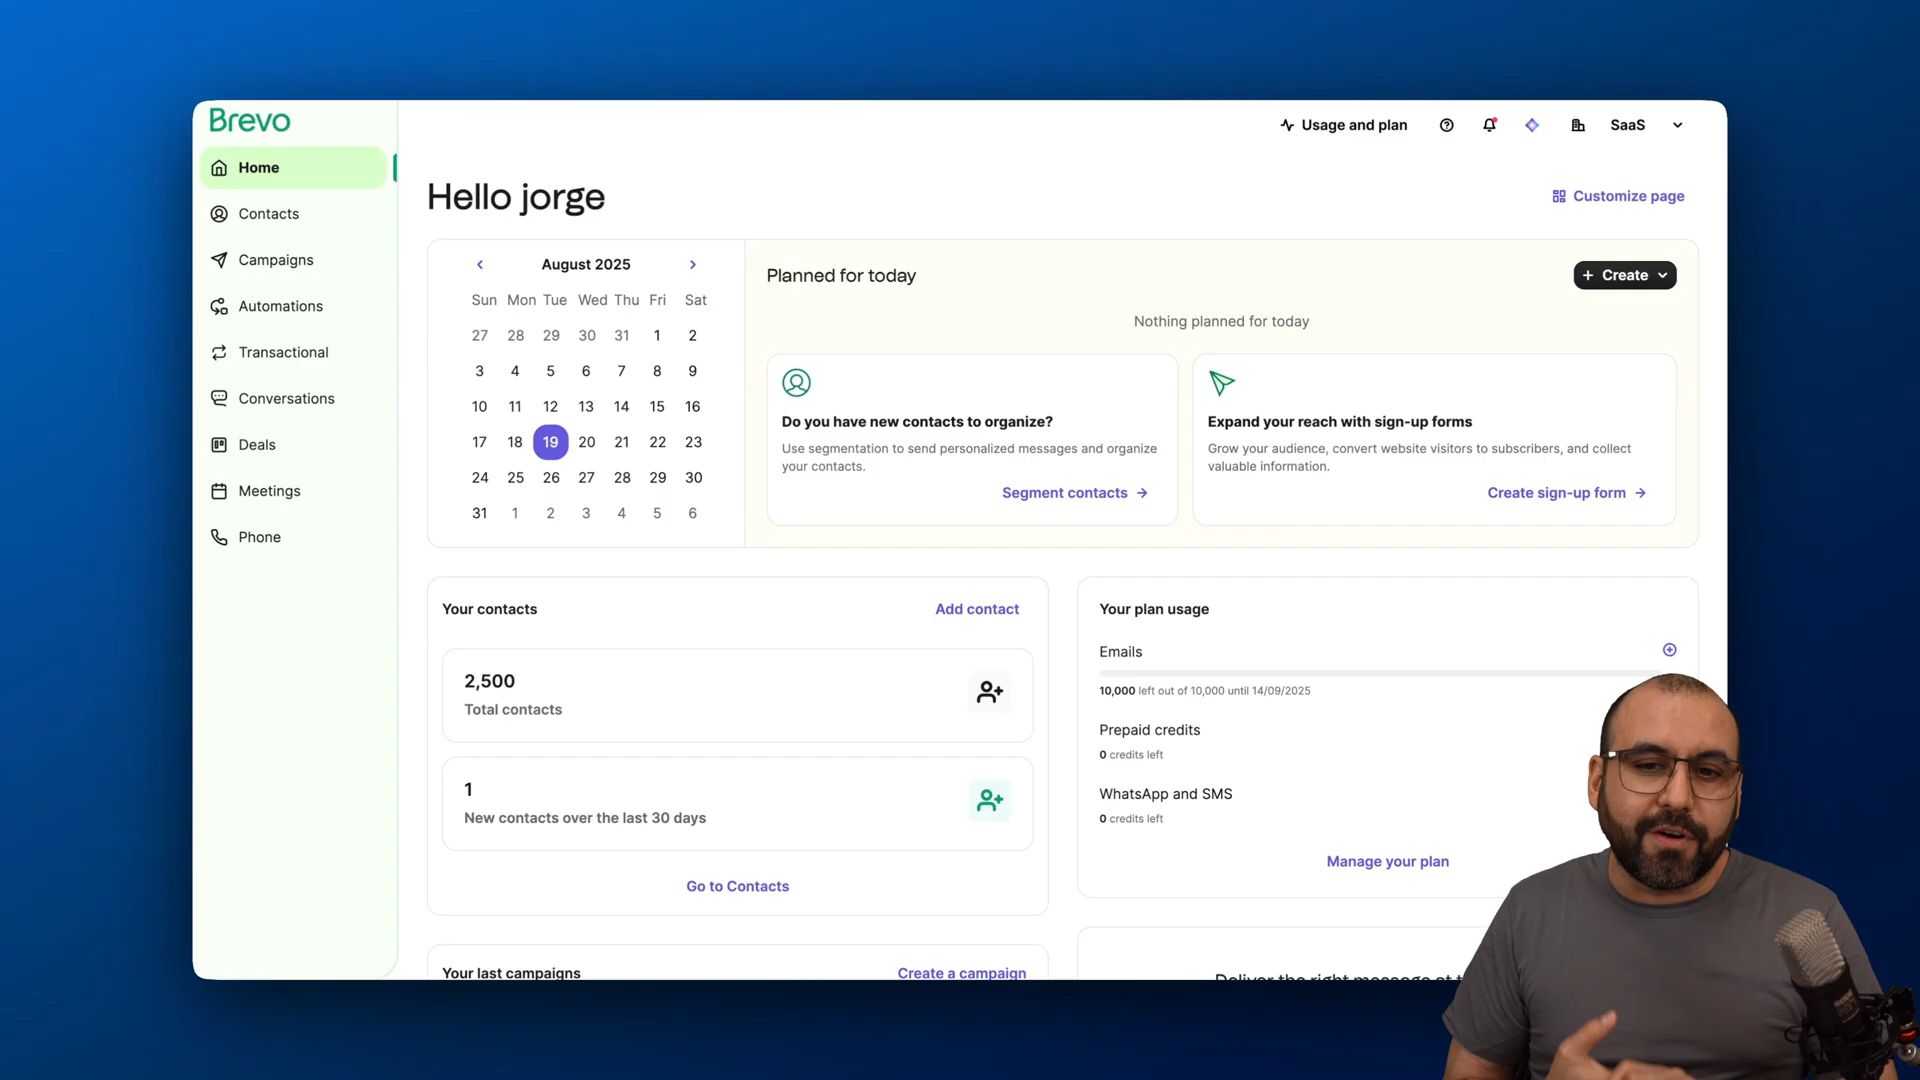 Brevo
Usage and plan
SaaS
Home
Contacts
Campaigns
Automations
Transactional
Conversations
Deals
Meetings
Phone
Hello jorge
Customize page
August 2025
Sun Mon Tue Wed Thu Fri Sat
27 28 29 30 31 1 2
3 4 5 6 7 8 9
10 11 12 13 14 15 16
17 18 19 20 21 22 23
24 25 26 27 28 29 30
31 1 2 3 4 5 6
Planned for today
+ Create
Nothing planned for today
Do you have new contacts to organize?
Use segmentation to send personalized messages and organize
your contacts.
Segment contacts →
Expand your reach with sign-up forms
Grow your audience, convert website visitors to subscribers, and collect
valuable information.
Create sign-up form →
Your contacts
Add contact
2,500
Total contacts
1
New contacts over the last 30 days
Go to Contacts
Your plan usage
Emails
10,000 left out of 10,000 until 14/09/2025
Prepaid credits
0 credits left
WhatsApp and SMS
0 credits left
Manage your plan
Your last campaigns
Create a campaign
Deliver the right message at t